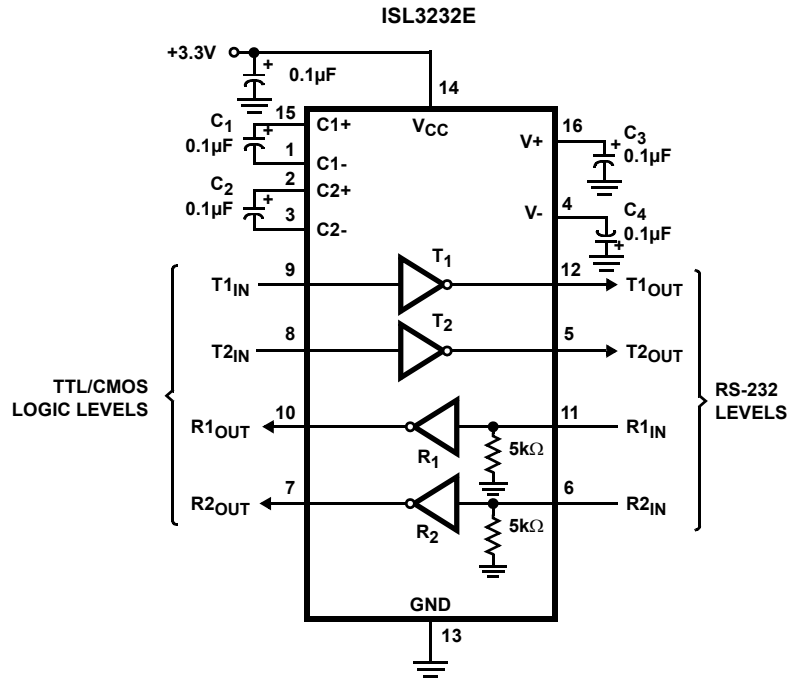 ISL3232E
+3.3V
+
0.1µF
14
15
C1+
VCC
16
C1
0.1µF
+
V+
+
C3
0.1µF
1
C1-
2
C2+
C2
0.1µF
+
3
C2-
V-
4
C4
0.1µF
+
T1
T1IN
9
12
T1OUT
T2
T2IN
8
5
T2OUT
TTL/CMOS
LOGIC LEVELS
RS-232
LEVELS
R1OUT
10
11
R1IN
R1
5kΩ
R2OUT
7
6
R2IN
R2
5kΩ
GND
13